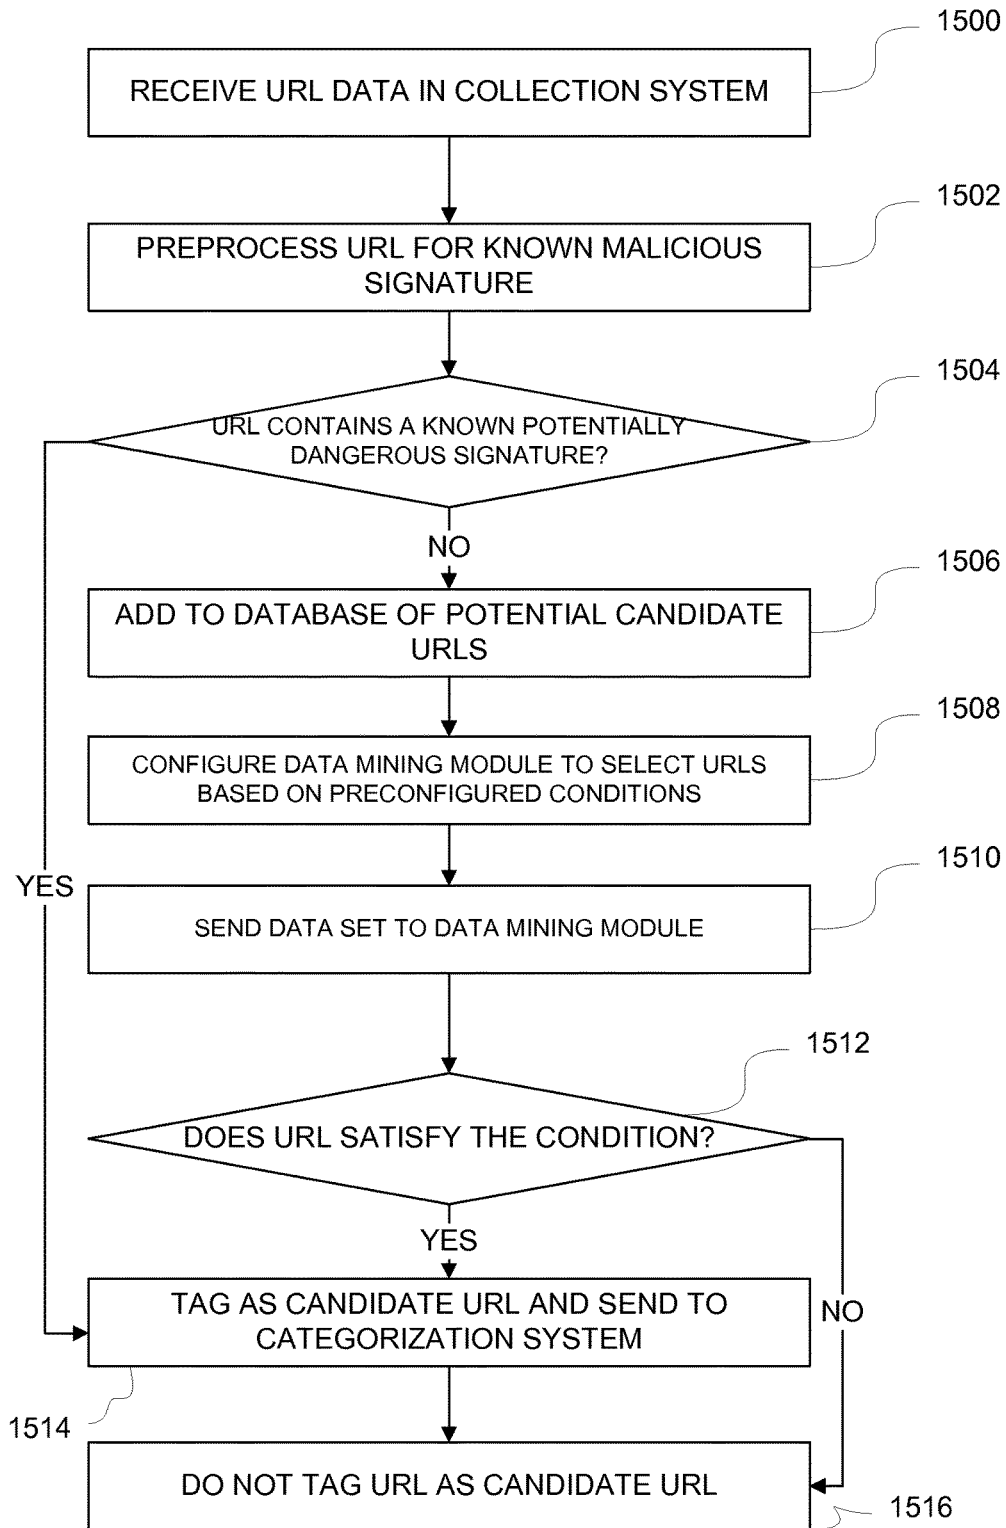 1500
RECEIVE URL DATA IN COLLECTION SYSTEM
1502
PREPROCESS URL FOR KNOWN MALICIOUS
SIGNATURE
1504
URL CONTAINS A KNOWN POTENTIALLY
DANGEROUS SIGNATURE?
NO
1506
ADD TO DATABASE OF POTENTIAL CANDIDATE
URLS
1508
CONFIGURE DATA MINING MODULE TO SELECT URLS
BASED ON PRECONFIGURED CONDITIONS
1510
YES
SEND DATA SET TO DATA MINING MODULE
1512
DOES URL SATISFY THE CONDITION?
YES
TAG AS CANDIDATE URL AND SEND TO
CATEGORIZATION SYSTEM
NO
1514
DO NOT TAG URL AS CANDIDATE URL
1516